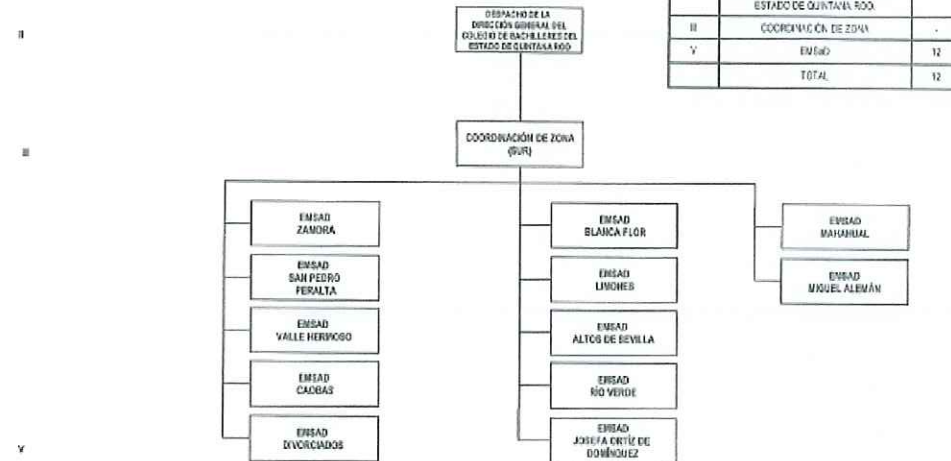 ESTADO DE QUINTANA ROO.
III COORDINACIÓN DE ZONA -
V EMSaD 12
TOTAL 12
II
DESPACHO DE LA
DIRECCIÓN GENERAL DEL
COLEGIO DE BACHILLERES DEL
ESTADO DE QUINTANA ROO
III
COORDINACIÓN DE ZONA
(SUR)
EMSAD
ZAMORA
EMSAD
SAN PEDRO
PERALTA
EMSAD
VALLE HERMOSO
EMSAD
CAOBAS
EMSAD
DIVORCIADOS
EMSAD
BLANCA FLOR
EMSAD
LIMONES
EMSAD
ALTOS DE SEVILLA
EMSAD
RÍO VERDE
EMSAD
JOSEFA ORTÍZ DE
DOMÍNGUEZ
EMSAD
MAHAHUAL
EMSAD
MIGUEL ALEMÁN
V